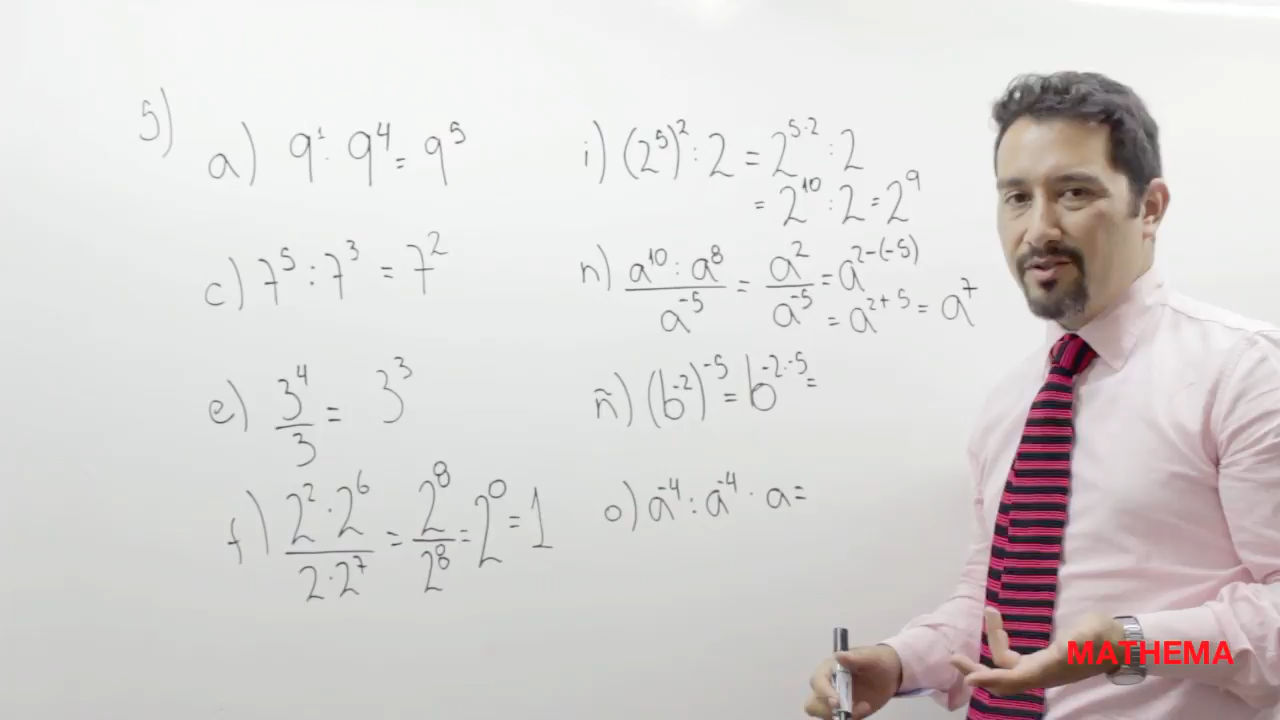 5)
a) 9¹ · 9⁴ = 9⁵
c) 7⁵ : 7³ = 7²
e) 3⁴/3 = 3³
f) 2² · 2⁶ / 2 · 2⁷ = 2⁸/2⁸ = 2⁰ = 1
i) (2⁵)² : 2 = 2⁵·² : 2
= 2¹⁰ : 2 = 2⁹
n) a¹⁰ : a⁸ / a⁻⁵ = a²/a⁻⁵ = a²⁻⁽⁻⁵⁾
= a²⁺⁵ = a⁷
ñ) (b⁻²)⁻⁵ = b⁻²·⁻⁵ =
o) a⁻⁴ : a⁻⁴ · a =
MATHEMA